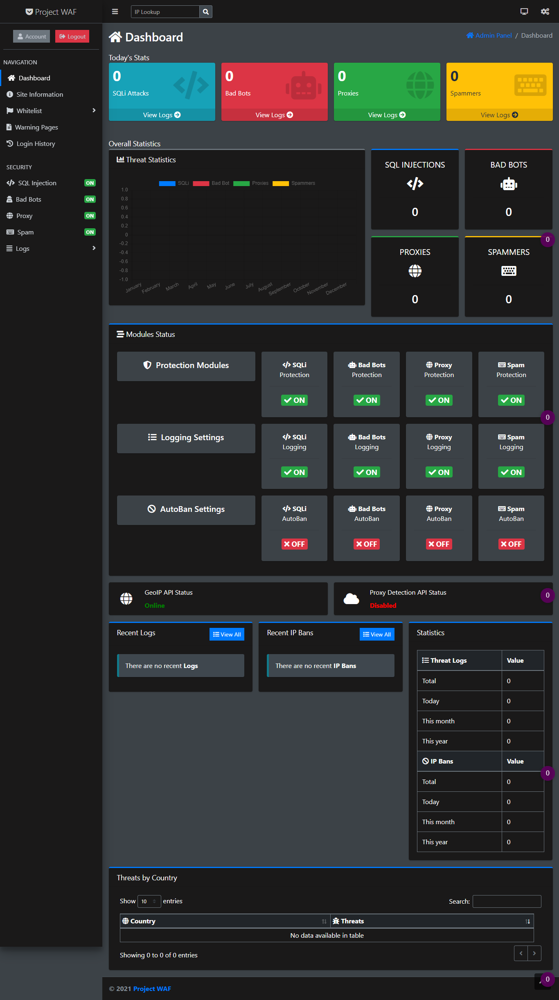 Project WAF
IP Lookup
Account
Logout
NAVIGATION
Dashboard
Site Information
Whitelist
Warning Pages
Login History
SECURITY
SQL Injection ON
Bad Bots ON
Proxy ON
Spam ON
Logs
Dashboard
Admin Panel / Dashboard
Today's Stats
0
SQLi Attacks
View Logs
0
Bad Bots
View Logs
0
Proxies
View Logs
0
Spammers
View Logs
Overall Statistics
Threat Statistics
SQLi Bad Bot Proxies Spammers
1.0
0.8
0.6
0.4
0.2
0
-0.2
-0.4
-0.6
-0.8
-1.0
January February March April May June July August September October November December
SQL INJECTIONS
0
BAD BOTS
0
PROXIES
0
SPAMMERS
0
0
Modules Status
Protection Modules
SQLi
Protection
ON
Bad Bots
Protection
ON
Proxy
Protection
ON
Spam
Protection
ON
0
Logging Settings
SQLi
Logging
ON
Bad Bots
Logging
ON
Proxy
Logging
ON
Spam
Logging
ON
AutoBan Settings
SQLi
AutoBan
OFF
Bad Bots
AutoBan
OFF
Proxy
AutoBan
OFF
Spam
AutoBan
OFF
GeoIP API Status
Online
Proxy Detection API Status
Disabled
0
Recent Logs
View All
There are no recent Logs
Recent IP Bans
View All
There are no recent IP Bans
Statistics
Threat Logs Value
Total 0
Today 0
This month 0
This year 0
IP Bans Value
0
Total 0
Today 0
This month 0
This year 0
Threats by Country
Show 10 entries
Search:
Country Threats
No data available in table
Showing 0 to 0 of 0 entries
0
© 2021 Project WAF